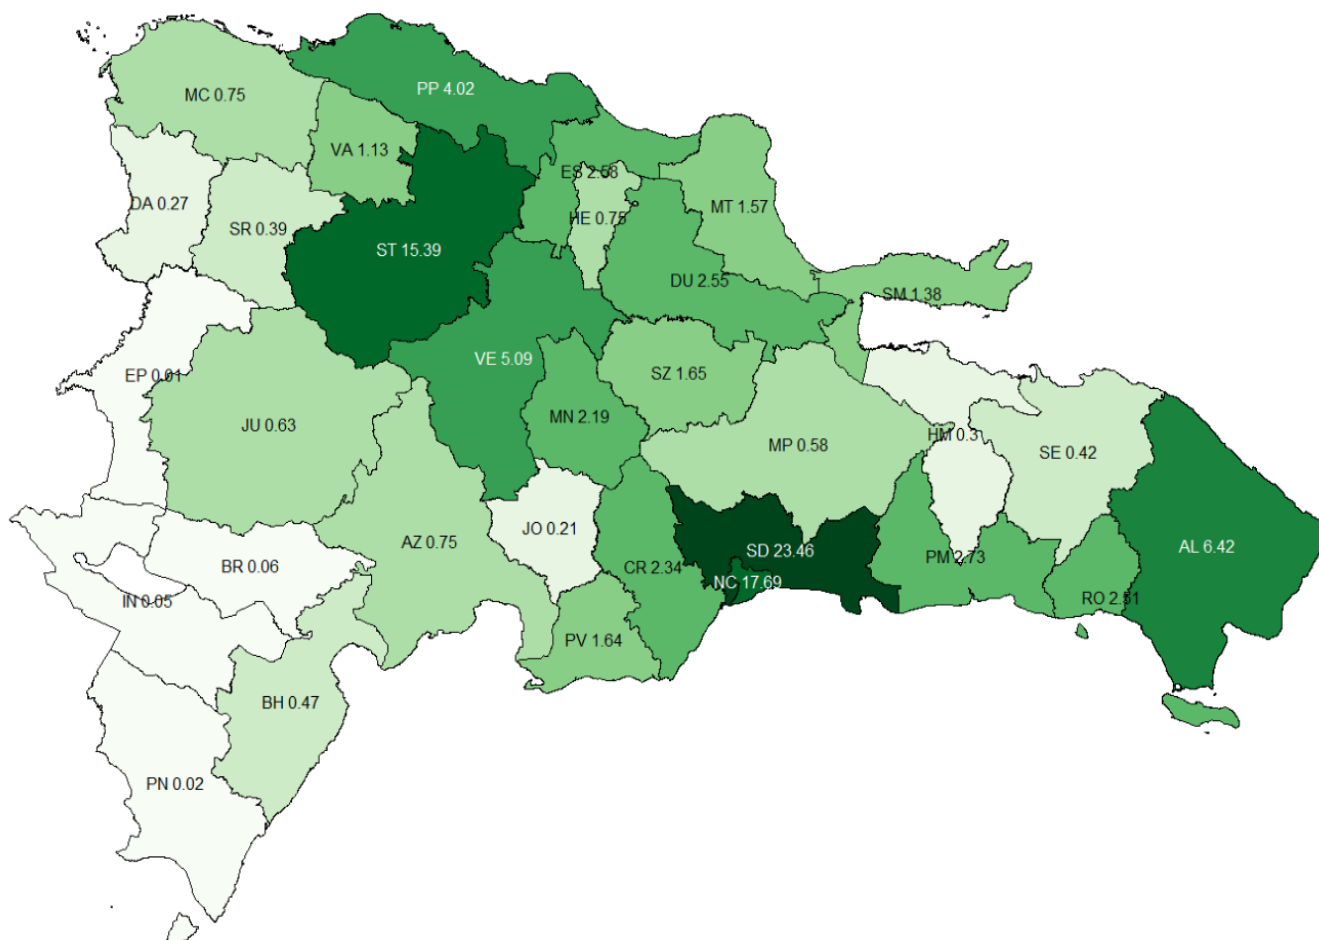 PP 4.02
MC 0.75
VA 1.13
ES 2.58
DA 0.27
MT 1.57
HE 0.75
SR 0.39
ST 15.39
DU 2.55
SM 1.38
VE 5.09
SZ 1.65
EP 0.01
MN 2.19
JU 0.63
HM 0.3
MP 0.58
SE 0.42
JO 0.21
AZ 0.75
SD 23.46
AL 6.42
PM 2.73
BR 0.06
CR 2.34
NC 17.69
IN 0.05
RO 2.51
PV 1.64
BH 0.47
PN 0.02